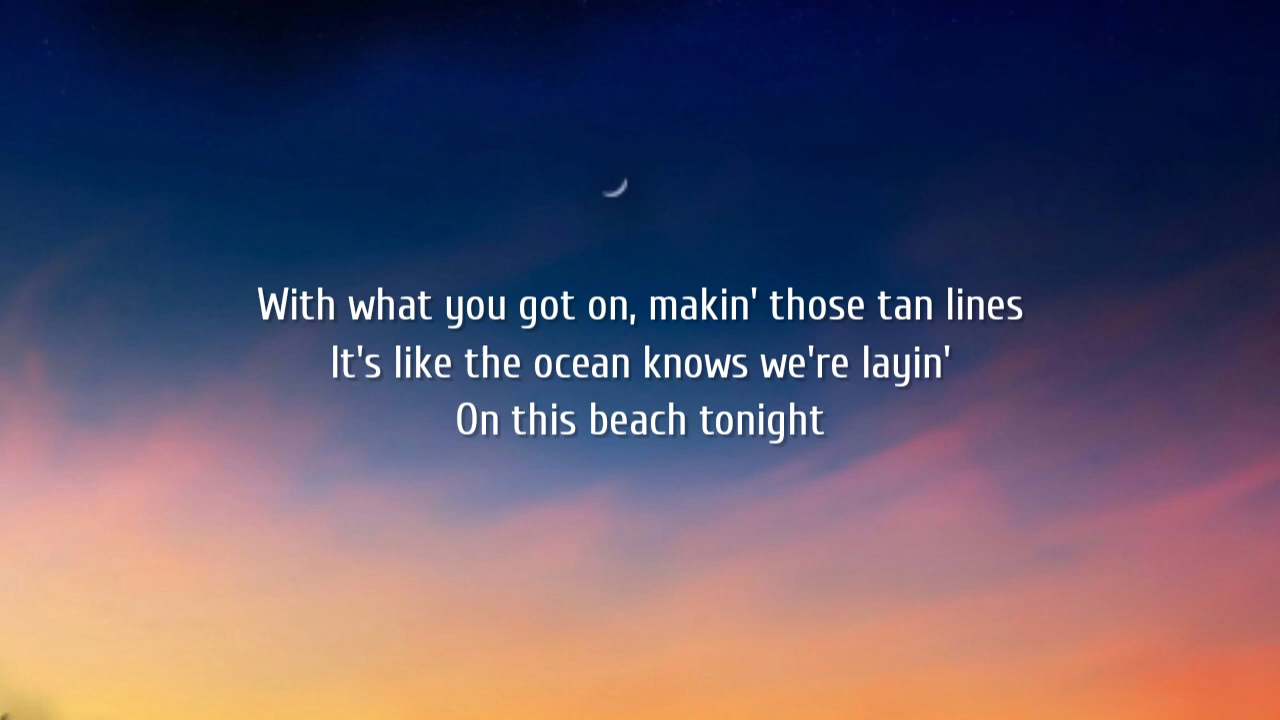 With what you got on, makin' those tan lines
It's like the ocean knows we're layin'
On this beach tonight